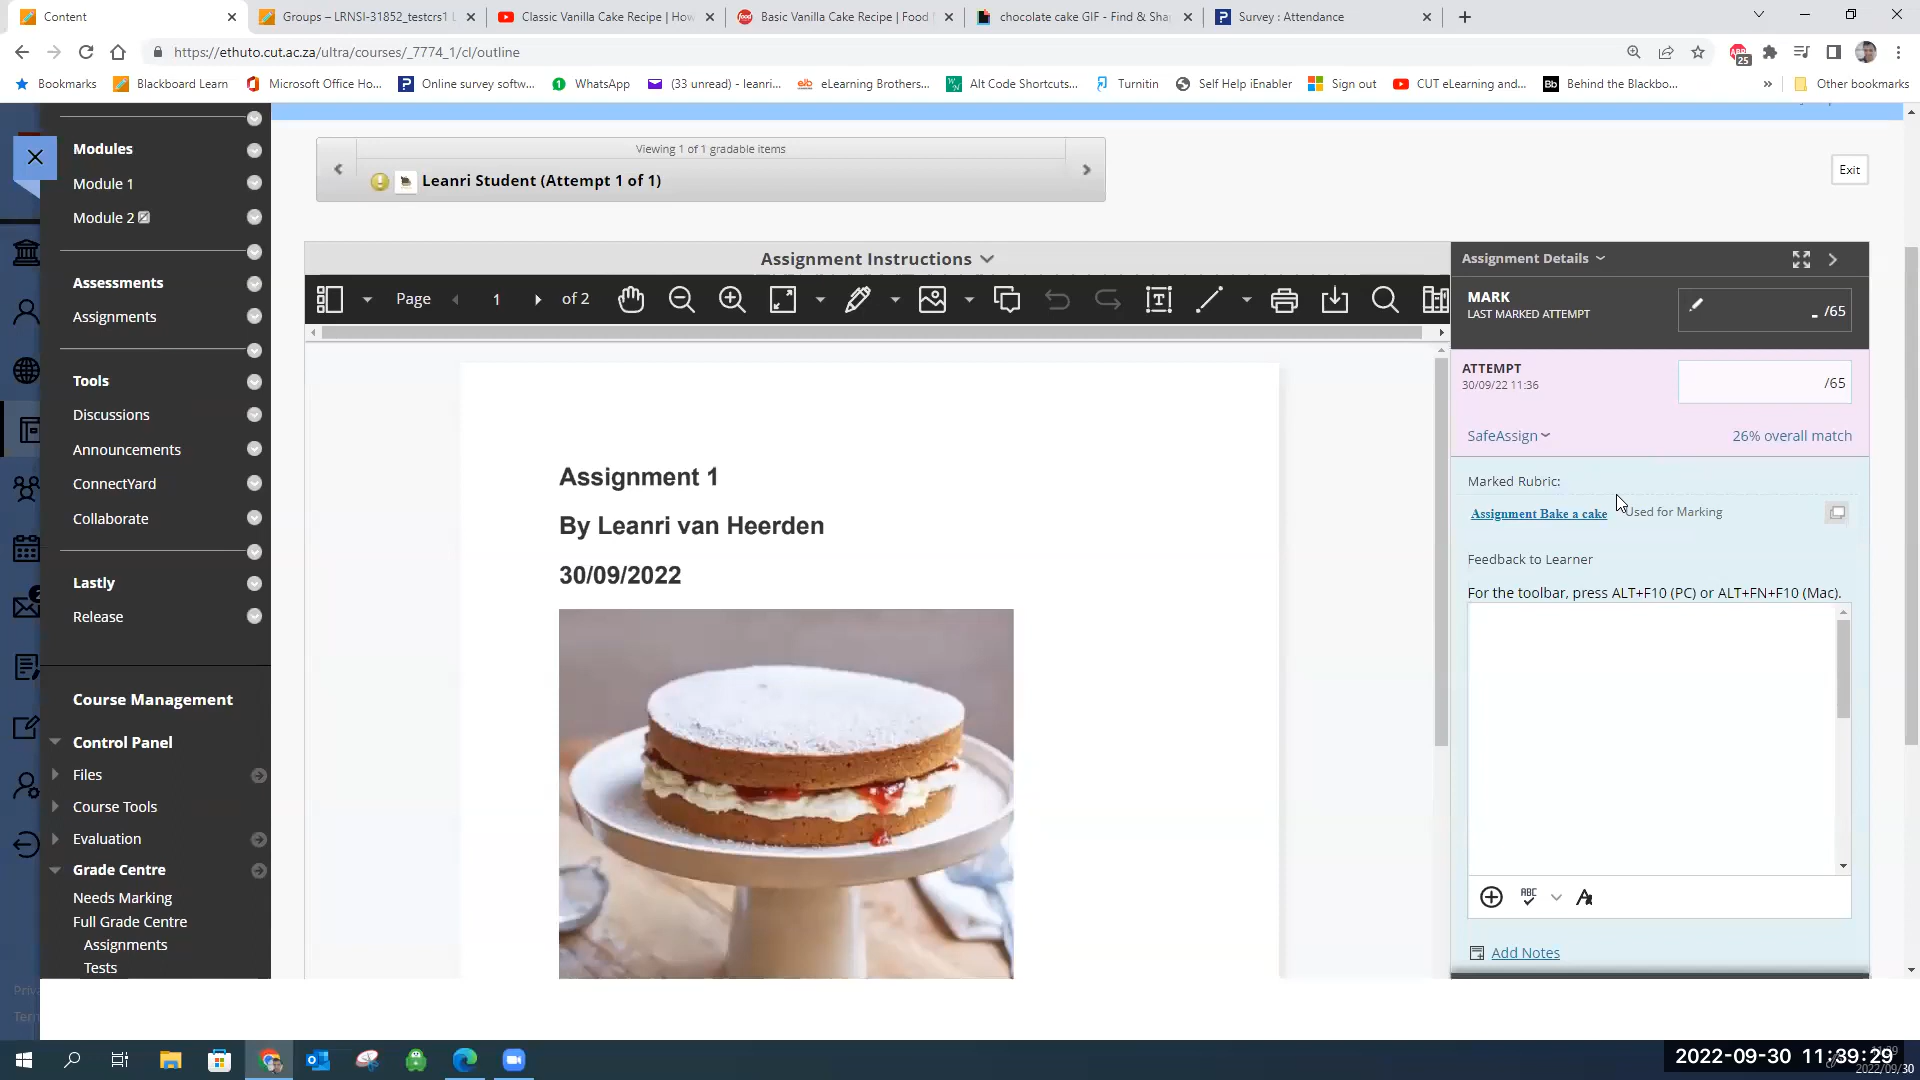 Content
Groups – LRNSI-31852_testcrs1
Classic Vanilla Cake Recipe | How
Basic Vanilla Cake Recipe | Food
chocolate cake GIF - Find & Sha
Survey : Attendance
https://ethuto.cut.ac.za/ultra/courses/_7774_1/cl/outline
25
Bookmarks
Blackboard Learn
Microsoft Office Ho...
Online survey softw...
WhatsApp
(33 unread) - leanri...
eLearning Brothers...
Alt Code Shortcuts...
Turnitin
Self Help iEnabler
Sign out
CUT eLearning and...
Bb
Behind the Blackbo...
»
Other bookmarks
Modules
Module 1
Module 2
Assessments
Assignments
Tools
Discussions
Announcements
ConnectYard
Collaborate
Lastly
Release
Course Management
Control Panel
Files
Course Tools
Evaluation
Grade Centre
Needs Marking
Full Grade Centre
Assignments
Tests
Viewing 1 of 1 gradable items
Leanri Student (Attempt 1 of 1)
Exit
Assignment Instructions
Page 1 of 2
Assignment 1
By Leanri van Heerden
30/09/2022
Assignment Details
MARK
LAST MARKED ATTEMPT
- /65
ATTEMPT
30/09/22 11:36
/65
SafeAssign
26% overall match
Marked Rubric:
Assignment Bake a cake
Used for Marking
Feedback to Learner
For the toolbar, press ALT+F10 (PC) or ALT+FN+F10 (Mac).
ABC
Add Notes
2022-09-30 11:39:29
2022/09/30